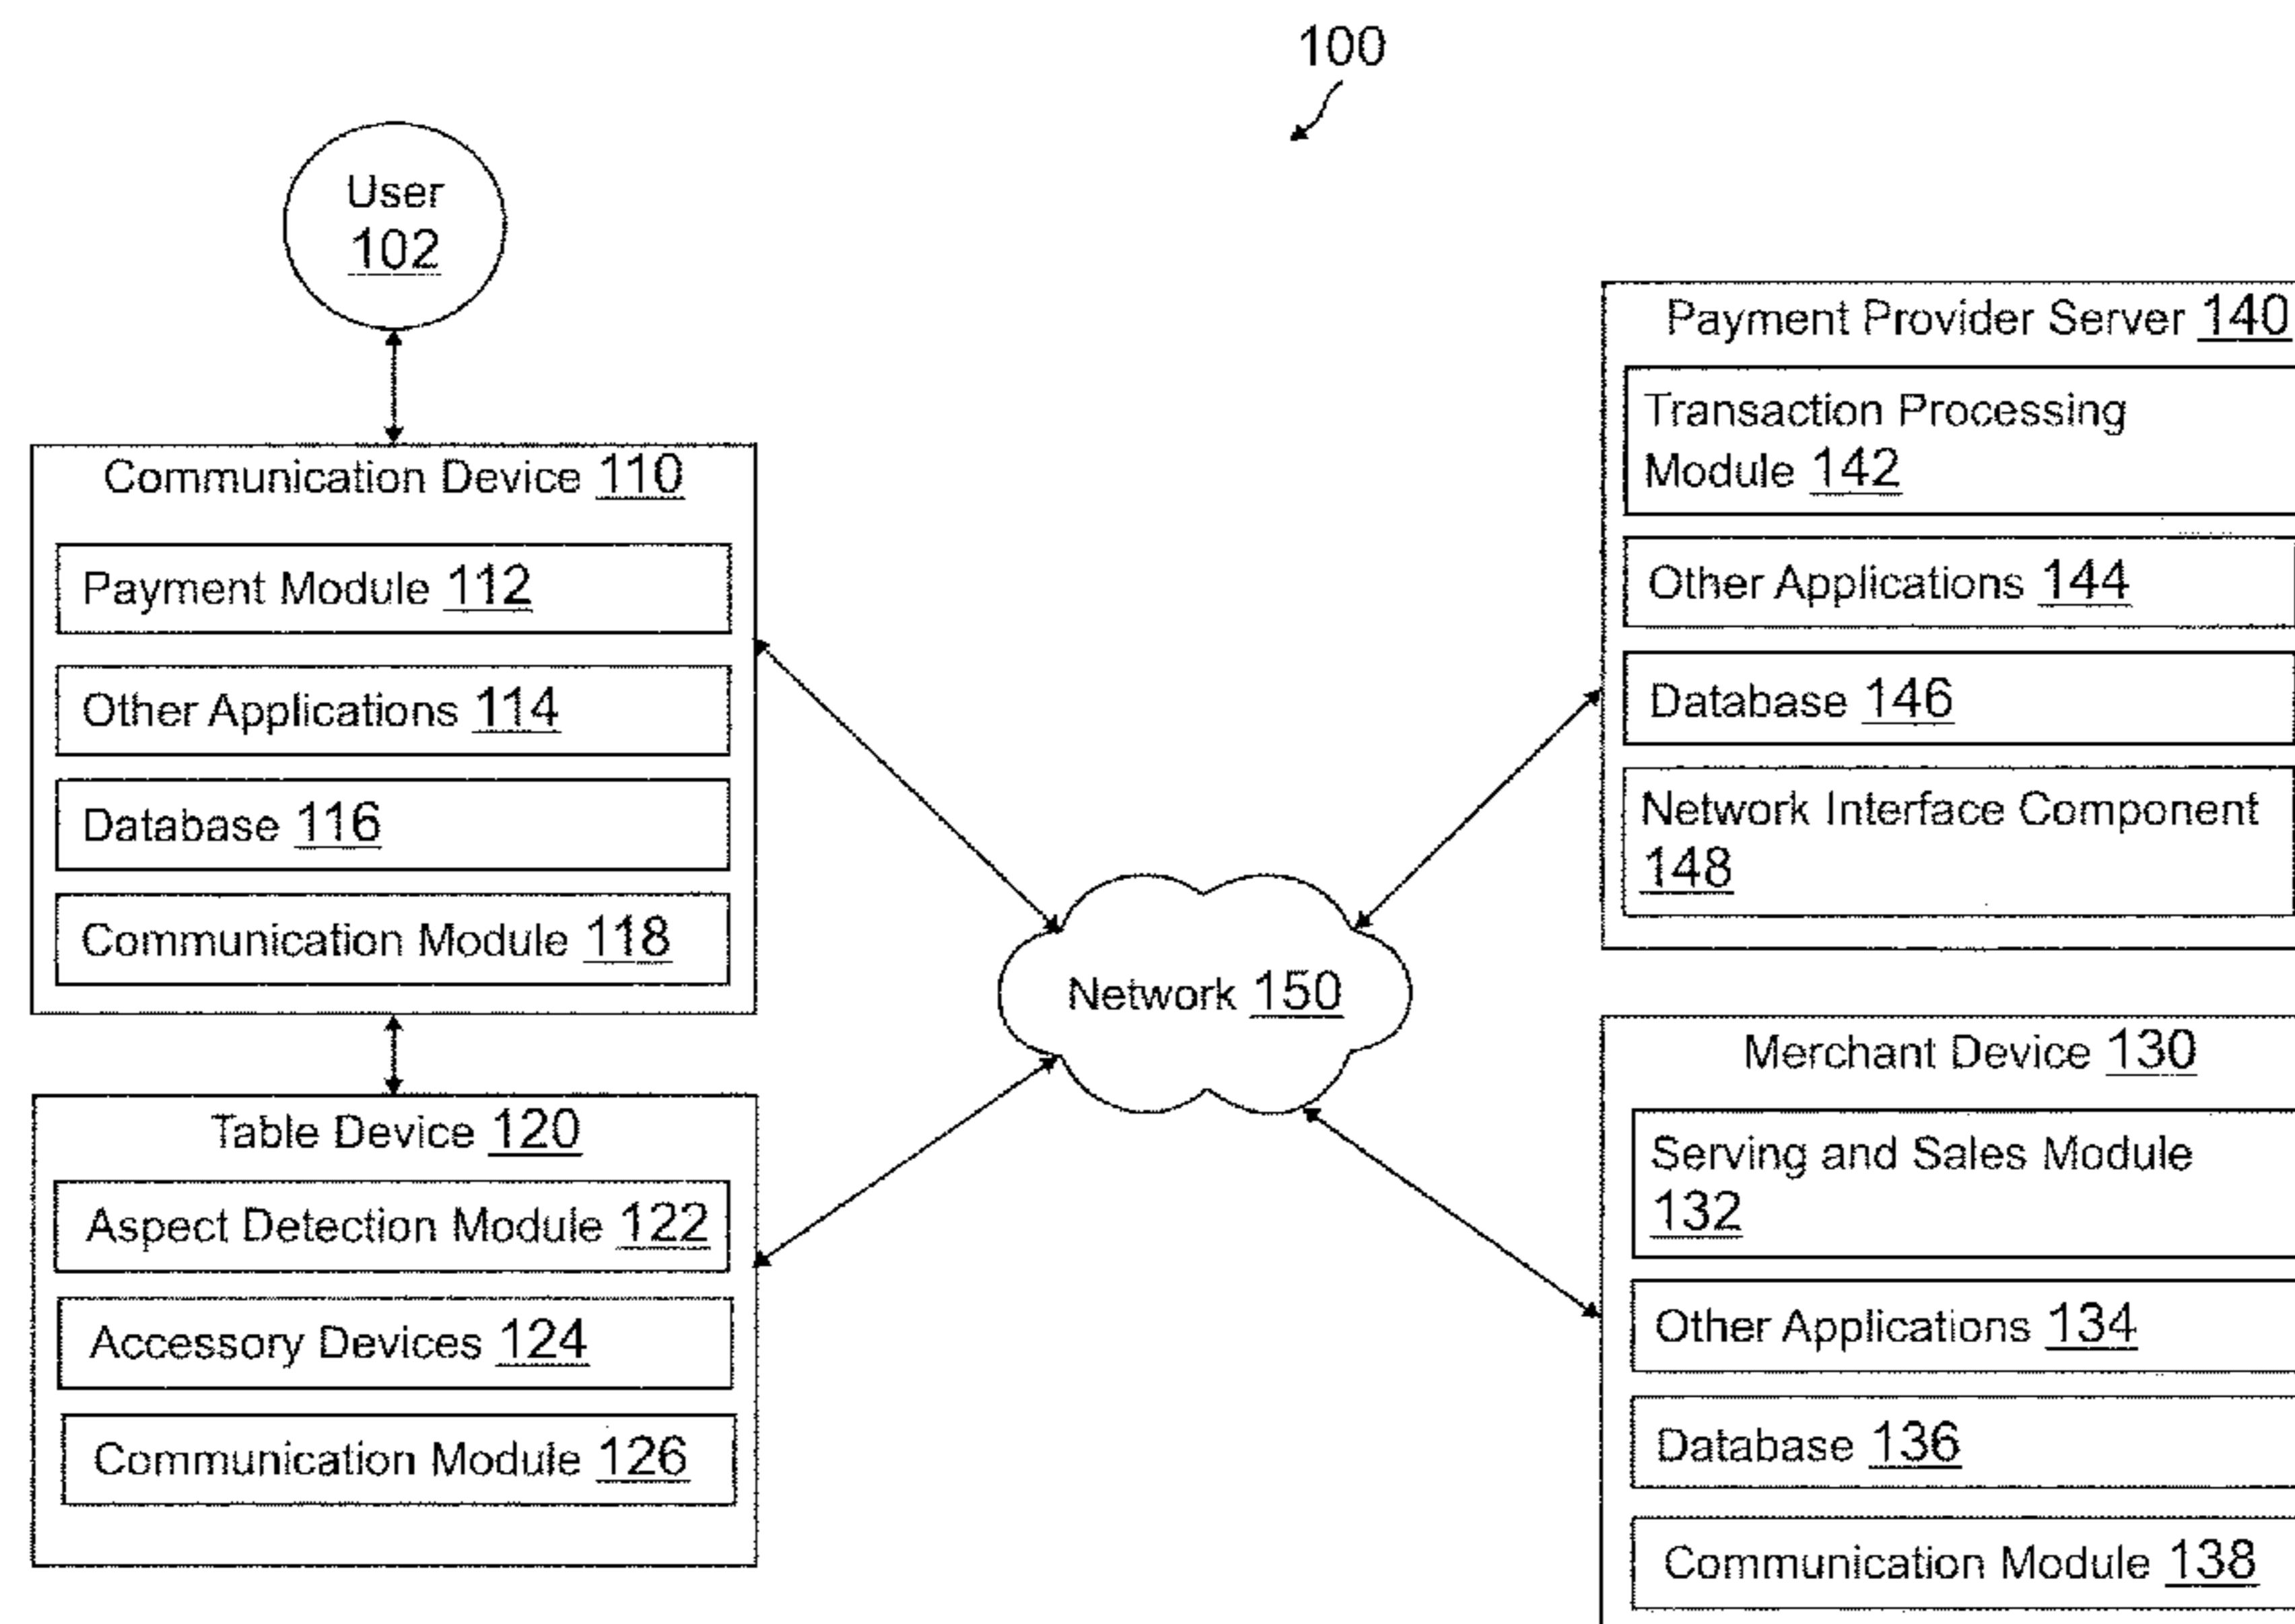 100
User
102
Communication Device 110
Payment Module 112
Other Applications 114
Database 116
Communication Module 118
Table Device 120
Aspect Detection Module 122
Accessory Devices 124
Communication Module 126
Network 150
Payment Provider Server 140
Transaction Processing
Module 142
Other Applications 144
Database 146
Network Interface Component
148
Merchant Device 130
Serving and Sales Module
132
Other Applications 134
Database 136
Communication Module 138